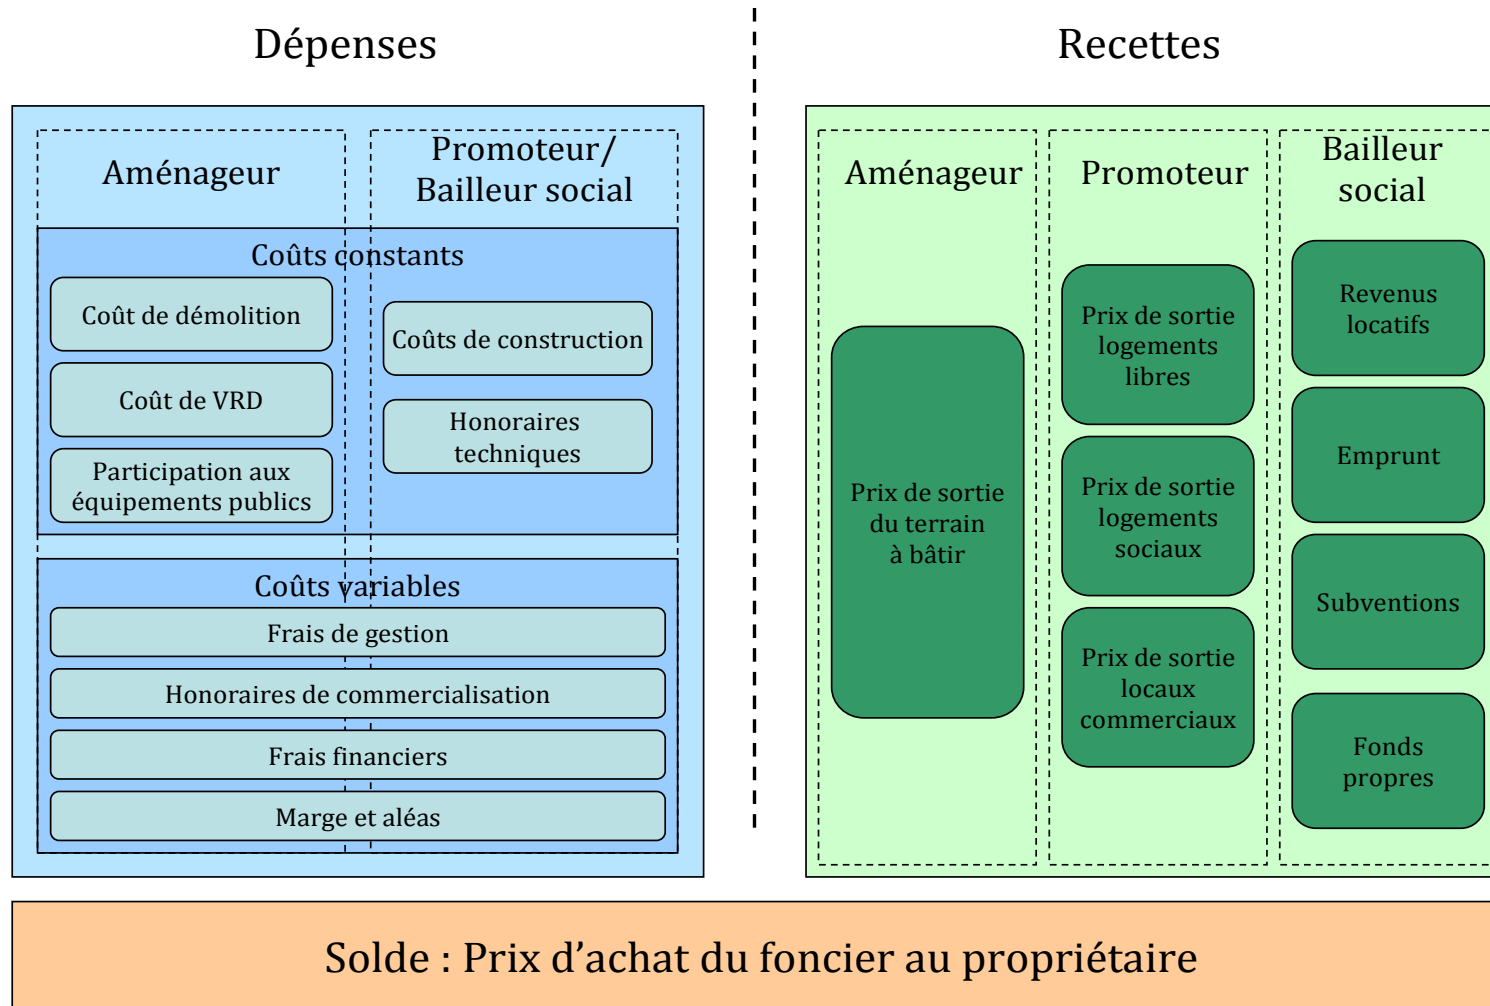 Dépenses
Recettes
Aménageur
Promoteur/
Bailleur social
Coûts constants
Coût de démolition
Coût de VRD
Participation aux
équipements publics
Coûts de construction
Honoraires
techniques
Coûts variables
Frais de gestion
Honoraires de commercialisation
Frais financiers
Marge et aléas
Aménageur
Prix de sortie
du terrain
à bâtir
Promoteur
Prix de sortie
logements
libres
Prix de sortie
logements
sociaux
Prix de sortie
locaux
commerciaux
Bailleur
social
Revenus
locatifs
Emprunt
Subventions
Fonds
propres
Solde : Prix d’achat du foncier au propriétaire